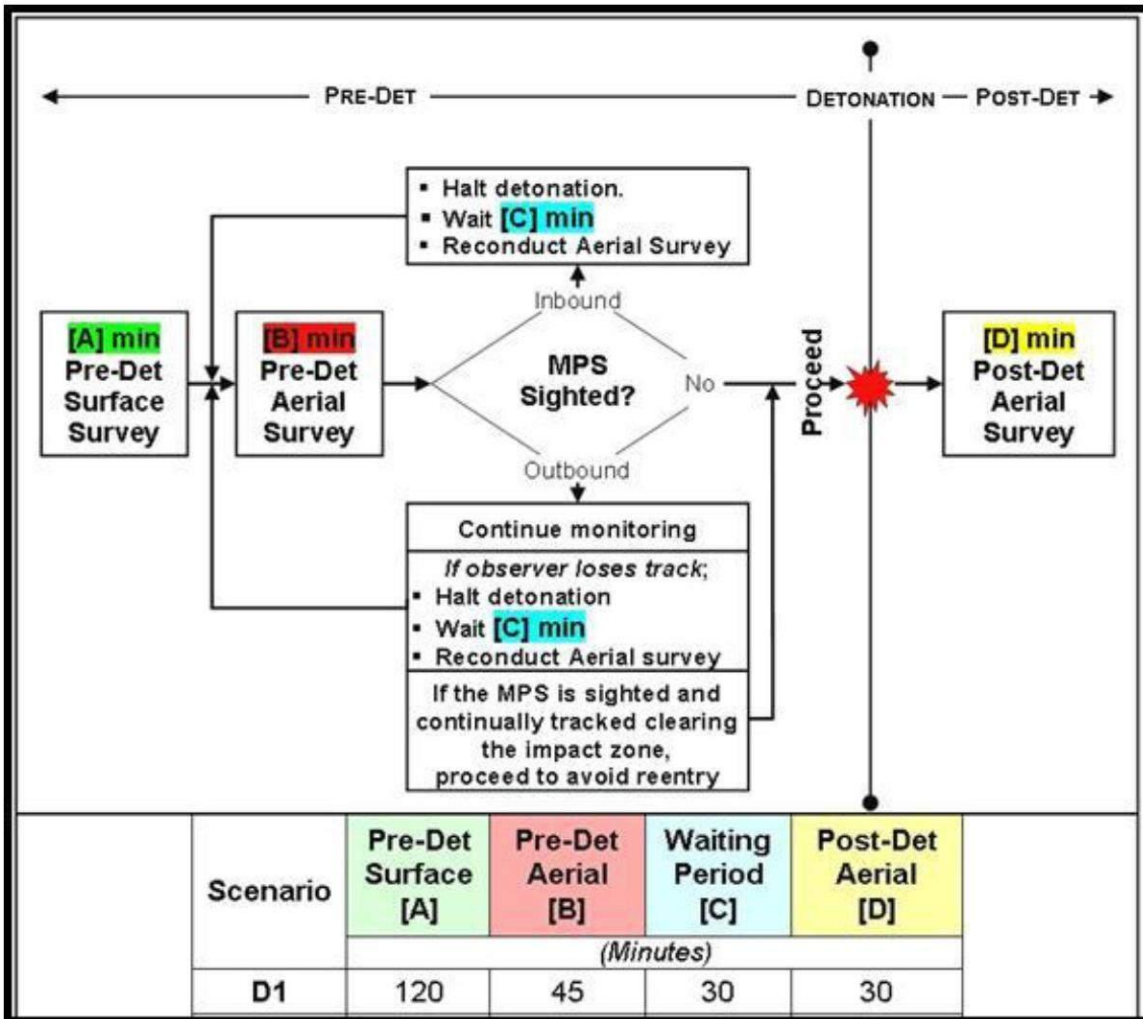 PRE-DET
DETONATION
POST-DET
▪ Halt detonation.
▪ Wait [C] min
▪ Reconduct Aerial Survey
Inbound
[A] min
Pre-Det
Surface
Survey
[B] min
Pre-Det
Aerial
Survey
MPS
Sighted?
No
Proceed
[D] min
Post-Det
Aerial
Survey
Outbound
Continue monitoring
If observer loses track;
▪ Halt detonation
▪ Wait [C] min
▪ Reconduct Aerial survey
If the MPS is sighted and
continually tracked clearing
the impact zone,
proceed to avoid reentry
Scenario
Pre-Det
Surface
[A]
Pre-Det
Aerial
[B]
Waiting
Period
[C]
Post-Det
Aerial
[D]
(Minutes)
D1 120 45 30 30